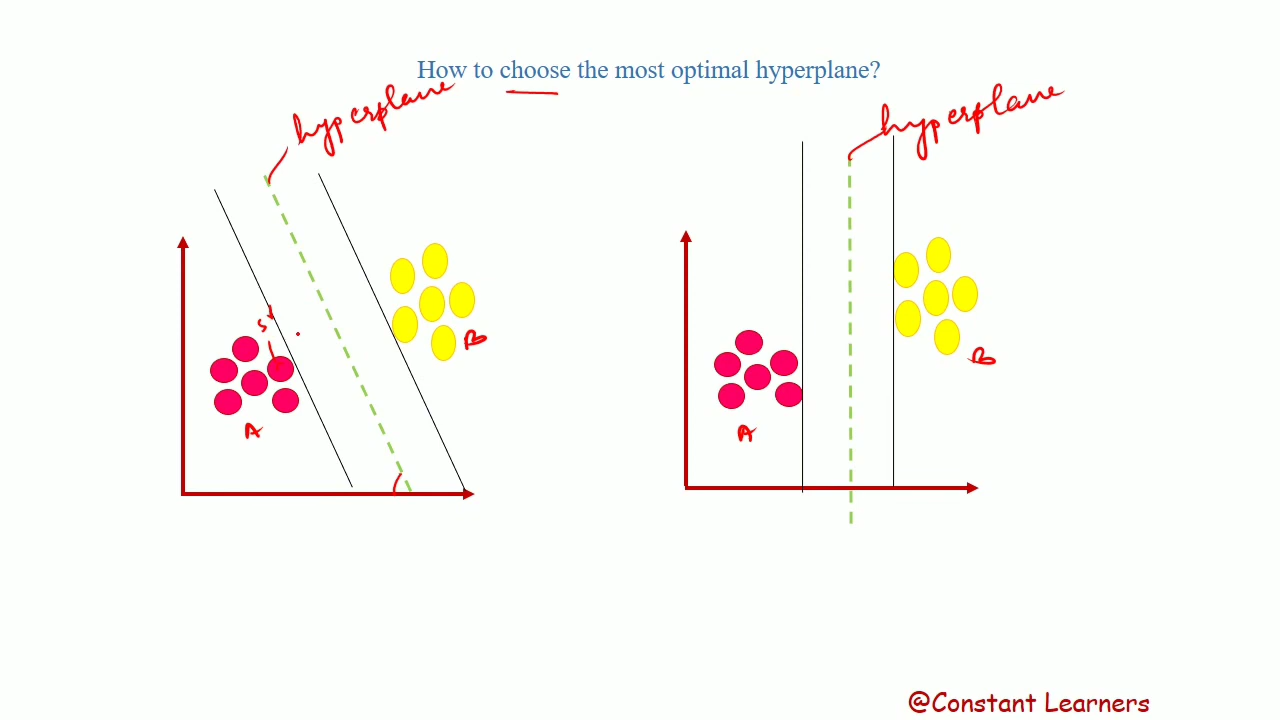 How to choose the most optimal hyperplane?
hyperplane
hyperplane
B
A
B
A
@Constant Learners